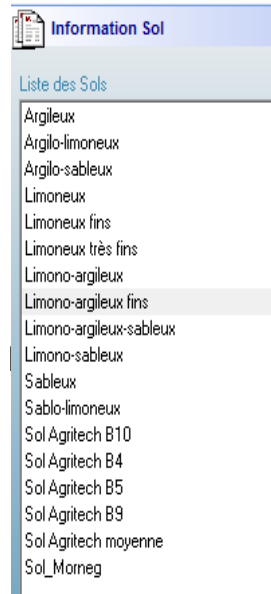 Information Sol
Liste des Sols
Argileux
Argilo-limoneux
Argilo-sableux
Limoneux
Limoneux fins
Limoneux très fins
Limono-argileux
Limono-argileux fins
Limono-argileux-sableux
Limono-sableux
Sableux
Sablo-limoneux
Sol Agritech B10
Sol Agritech B4
Sol Agritech B5
Sol Agritech B9
Sol Agritech moyenne
Sol_Morneg